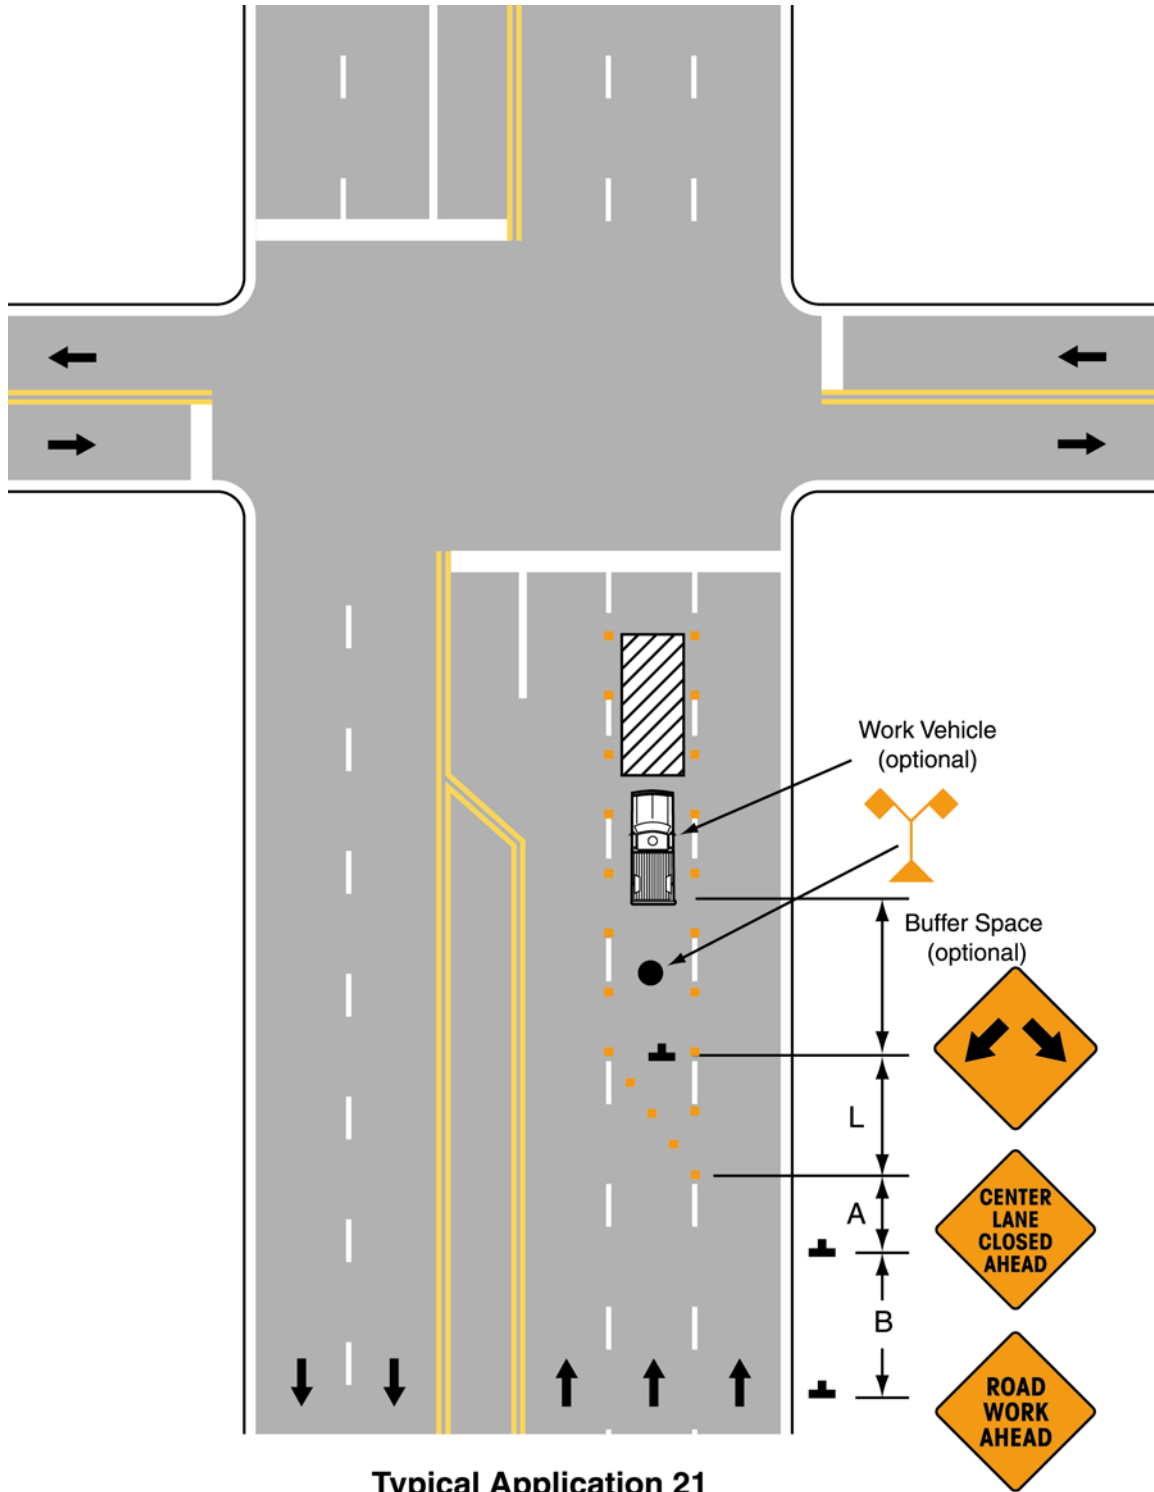 Work Vehicle
(optional)
Buffer Space
(optional)
L
CENTER
LANE
CLOSED
AHEAD
A
B
ROAD
WORK
AHEAD
Typical Application 21